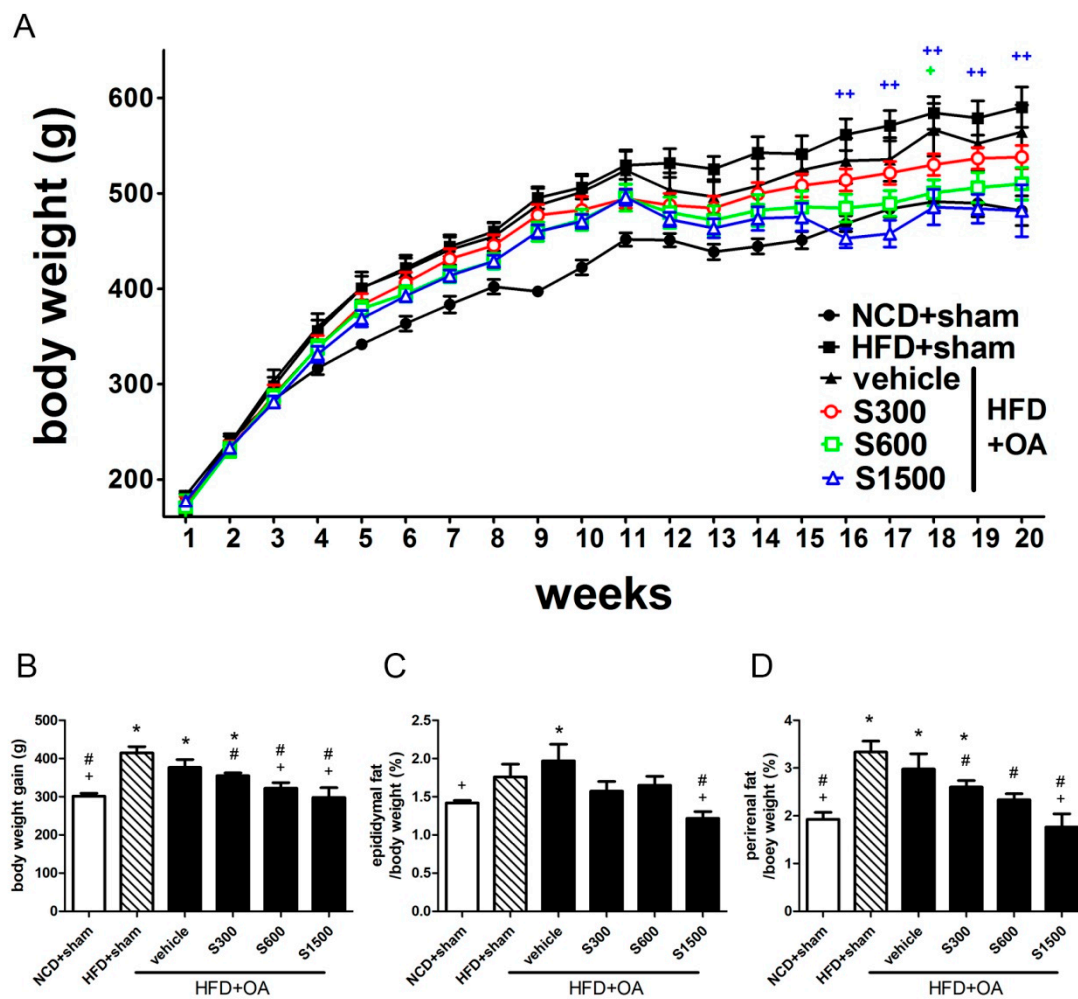 A
body weight (g)
600
500
400
300
200
++
++
++
+
++
++
NCD+sham
HFD+sham
vehicle
S300
S600
S1500
HFD
+OA
1 2 3 4 5 6 7 8 9 10 11 12 13 14 15 16 17 18 19 20
weeks
B
body weight gain (g)
500
400
300
200
100
0
#
+
*
*
*
#
#
+
#
+
NCD+sham
HFD+sham
vehicle
S300
S600
S1500
HFD+OA
C
epididymal fat
/body weight (%)
2.5
2.0
1.5
1.0
0.5
0.0
+
*
#
+
NCD+sham
HFD+sham
vehicle
S300
S600
S1500
HFD+OA
D
perirenal fat
/boey weight (%)
4
3
2
1
0
#
+
*
*
*
#
#
#
+
NCD+sham
HFD+sham
vehicle
S300
S600
S1500
HFD+OA